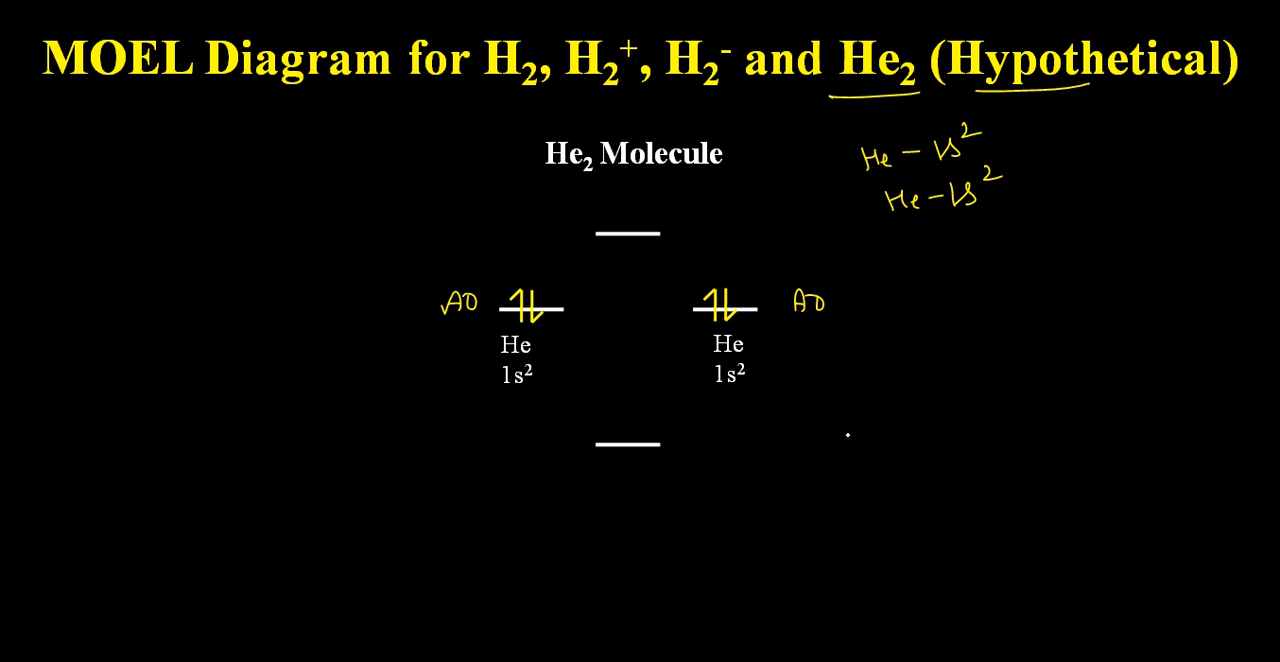 MOEL Diagram for H₂, H₂⁺, H₂⁻ and He₂ (Hypothetical)
He₂ Molecule
He - 1s²
He - 1s²
AO
AO
He
He
1s²
1s²